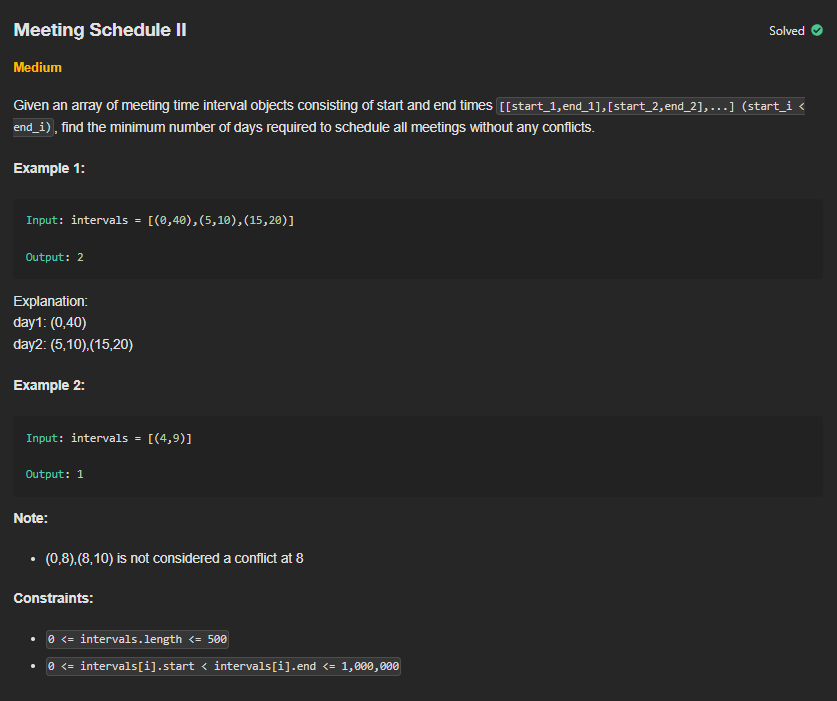 Meeting Schedule II
Solved
Medium
Given an array of meeting time interval objects consisting of start and end times [[start_1,end_1],[start_2,end_2],...] (start_i <
end_i), find the minimum number of days required to schedule all meetings without any conflicts.
Example 1:
Input: intervals = [(0,40),(5,10),(15,20)]
Output: 2
Explanation:
day1: (0,40)
day2: (5,10),(15,20)
Example 2:
Input: intervals = [(4,9)]
Output: 1
Note:
• (0,8),(8,10) is not considered a conflict at 8
Constraints:
• 0 <= intervals.length <= 500
• 0 <= intervals[i].start < intervals[i].end <= 1,000,000